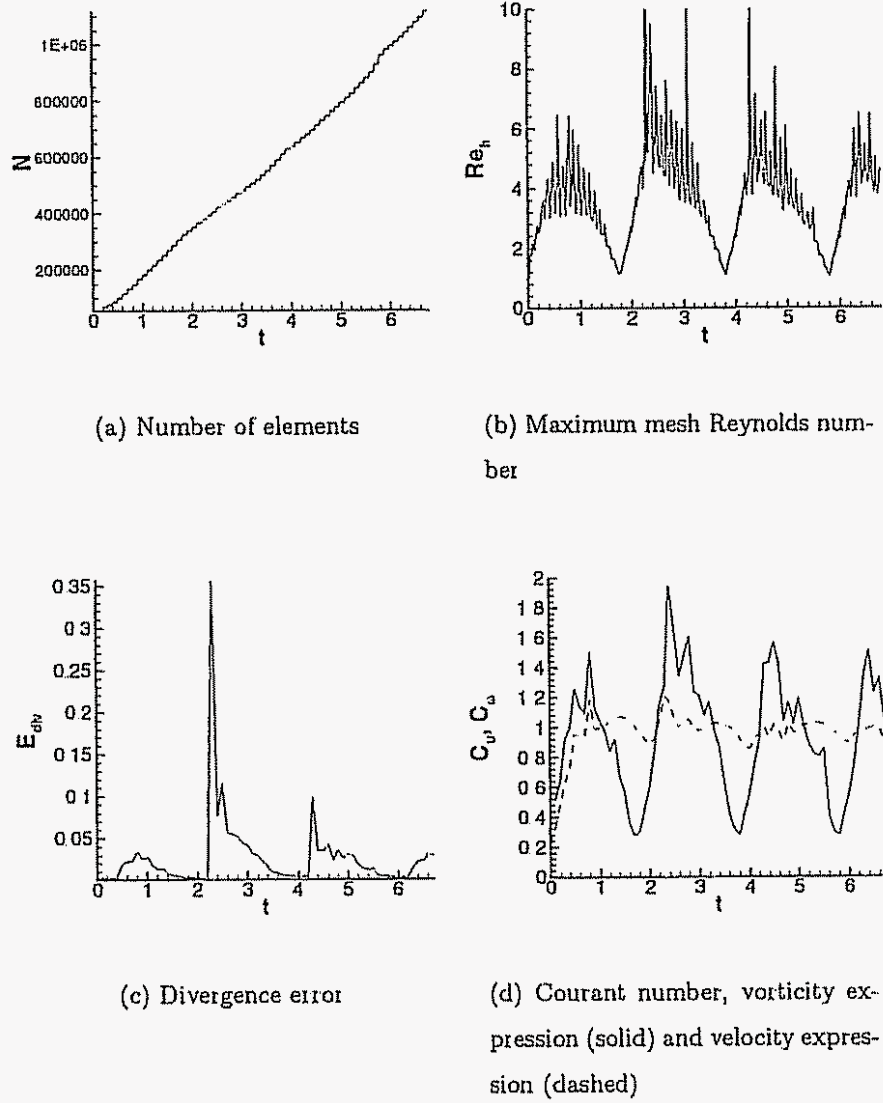 1E+06
800000
600000
400000
200000
N
0 1 2 3 4 5 6
t
(a) Number of elements
10
8
6
4
2
0
Re_h
0 1 2 3 4 5 6
t
(b) Maximum mesh Reynolds num-
ber
0 35
0 3
0 25
0 2
0 15
0 1
0 05
E_div
0 1 2 3 4 5 6
t
(c) Divergence error
2
1 8
1 6
1 4
1 2
1
0 8
0 6
0 4
0 2
0
C_u, C_ω
0 1 2 3 4 5 6
t
(d) Courant number, vorticity ex-
pression (solid) and velocity expres-
sion (dashed)